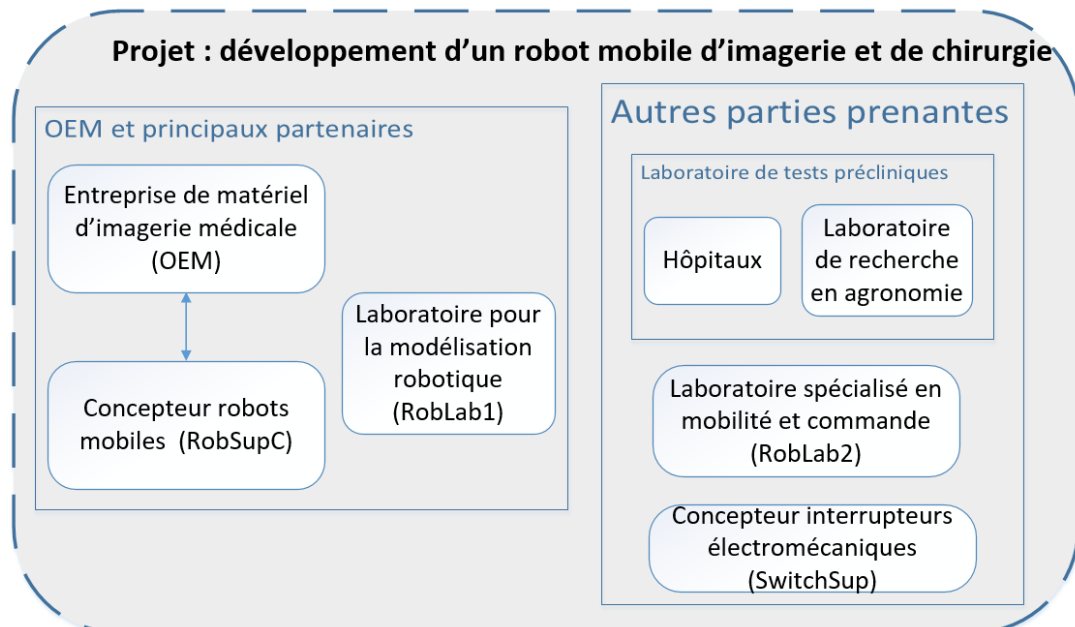 Projet : développement d’un robot mobile d’imagerie et de chirurgie
OEM et principaux partenaires
Entreprise de matériel
d’imagerie médicale
(OEM)
Concepteur robots
mobiles (RobSupC)
Laboratoire pour
la modélisation
robotique
(RobLab1)
Autres parties prenantes
Laboratoire de tests précliniques
Hôpitaux
Laboratoire
de recherche
en agronomie
Laboratoire spécialisé en
mobilité et commande
(RobLab2)
Concepteur interrupteurs
électromécaniques
(SwitchSup)